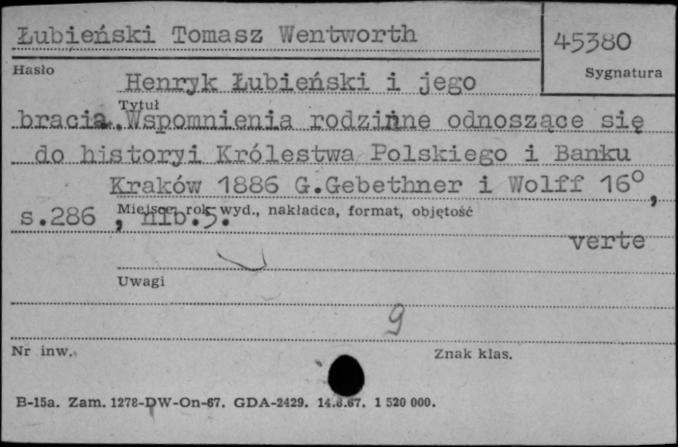 Łubieński Tomasz Wentworth
45380
Hasło
Sygnatura
Henryk Łubieński i jego
Tytuł
bracia. Wspomnienia rodzinne odnoszące się
do historyi Królestwa Polskiego i Banku
Kraków 1886 G.Gebethner i Wolff 16°,
Miejsce, rok wyd., nakładca, format, objętość
s.286 , nlb.5.
verte
Uwagi
9
Nr inw.
Znak klas.
B-15a. Zam. 1278-DW-On-67. GDA-2429. 14.8.67. 1 520 000.